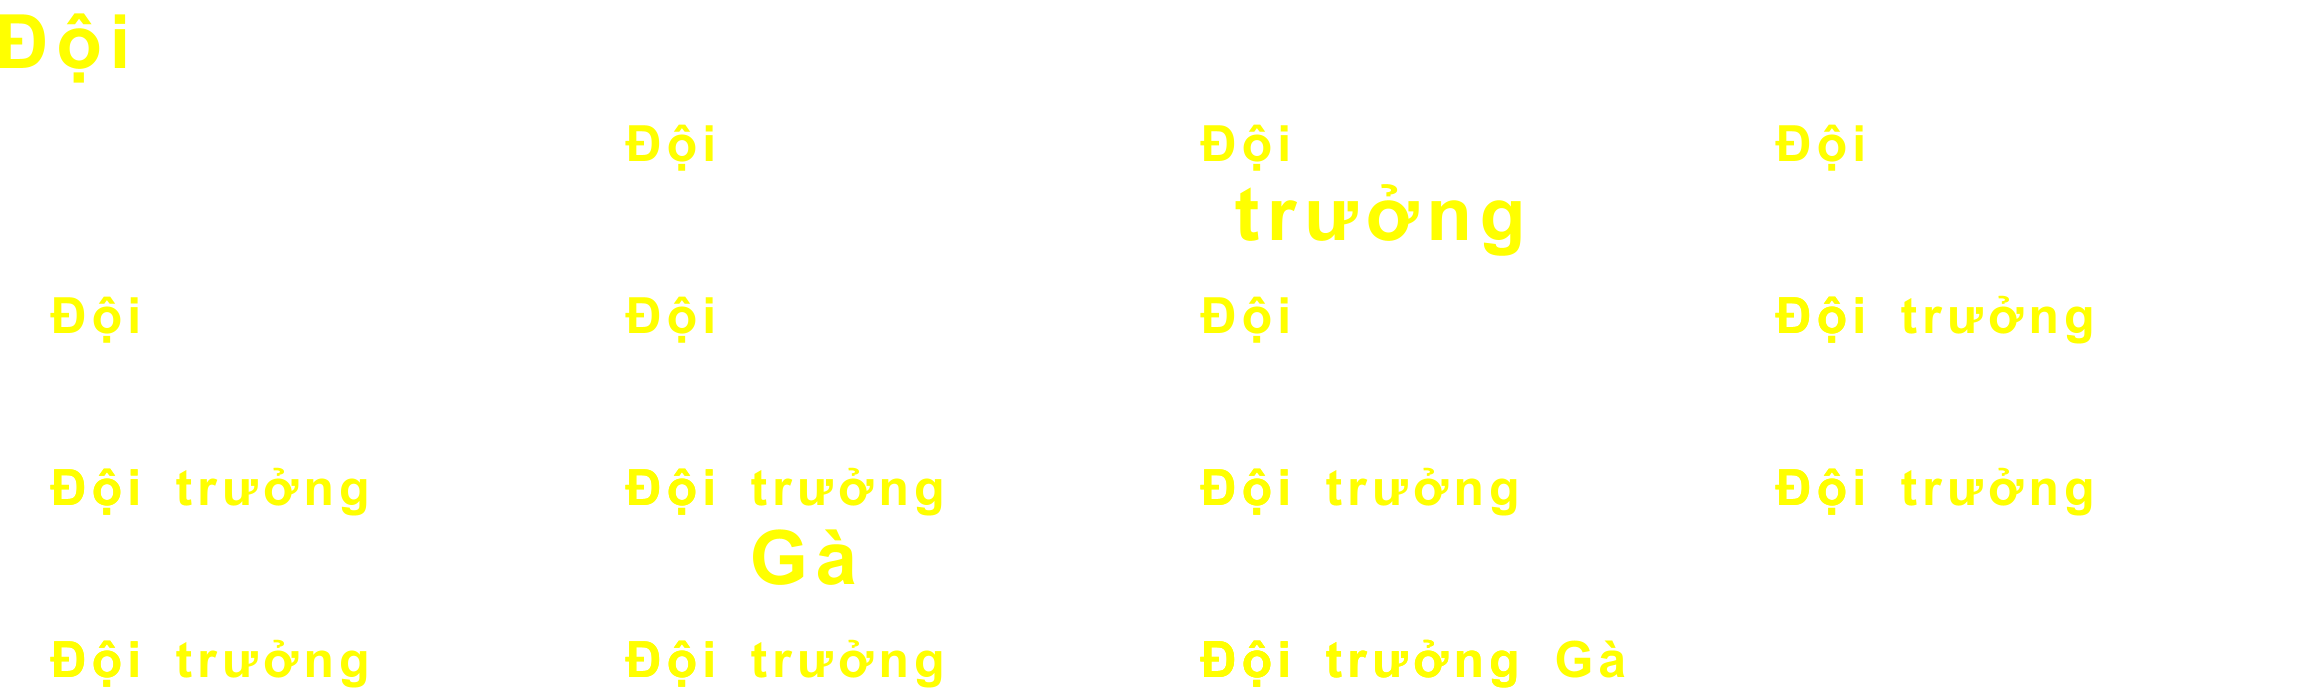 Đội
Đội Đội Đội
trưởng
Đội Đội Đội Đội trưởng
Đội trưởng Đội trưởng Đội trưởng Đội trưởng
Gà
Đội trưởng Đội trưởng Đội trưởng Gà